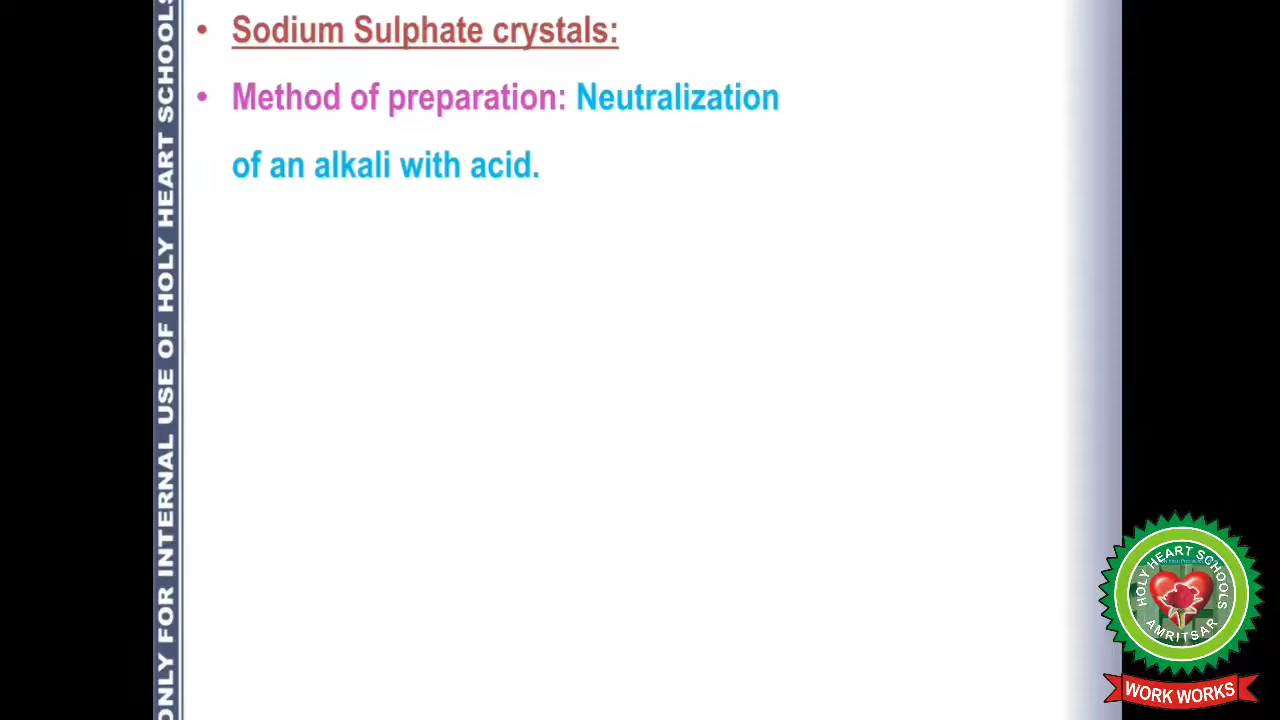 Sodium Sulphate crystals:
Method of preparation: Neutralization
of an alkali with acid.
ONLY FOR INTERNAL USE OF HOLY HEART SCHOOLS
HOLY HEART SCHOOLS
AMRITSAR
WORK WORKS